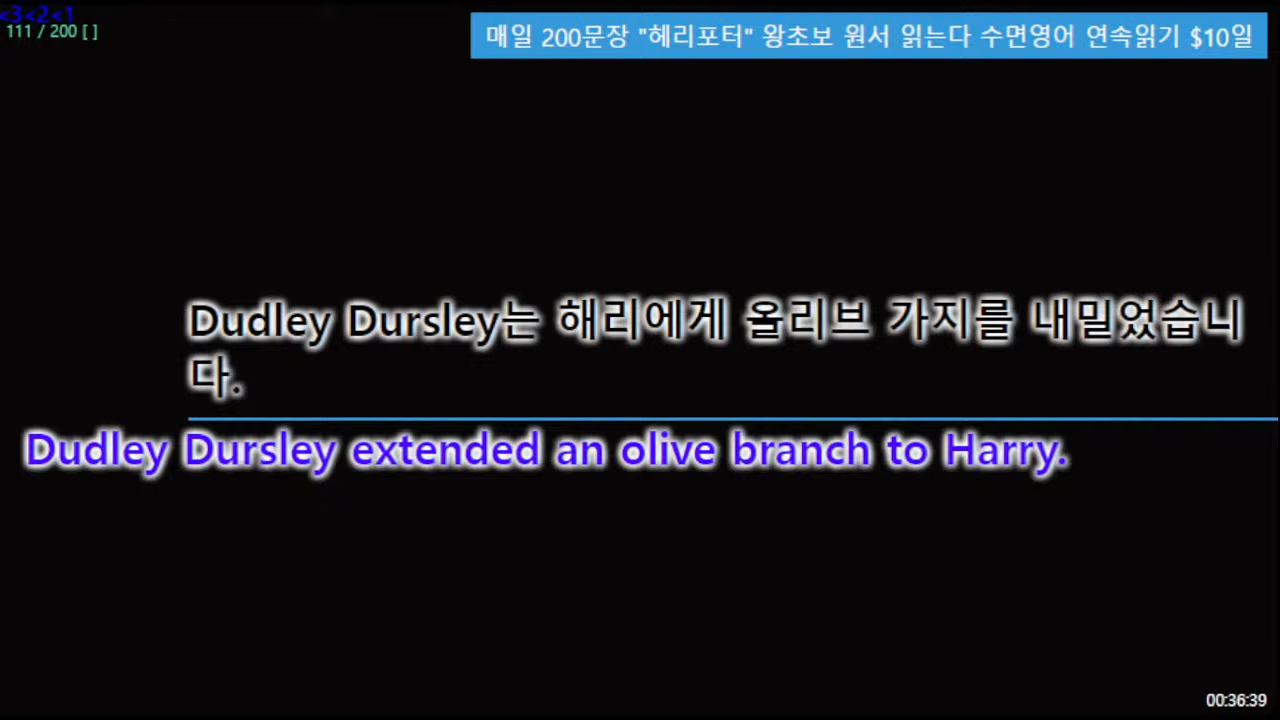 <3<2<1
111 / 200 [ ]
매일 200문장 "헤리포터" 왕초보 원서 읽는다 수면영어 연속읽기 $10일
Dudley Dursley는 해리에게 올리브 가지를 내밀었습니
다.
Dudley Dursley extended an olive branch to Harry.
00:36:39